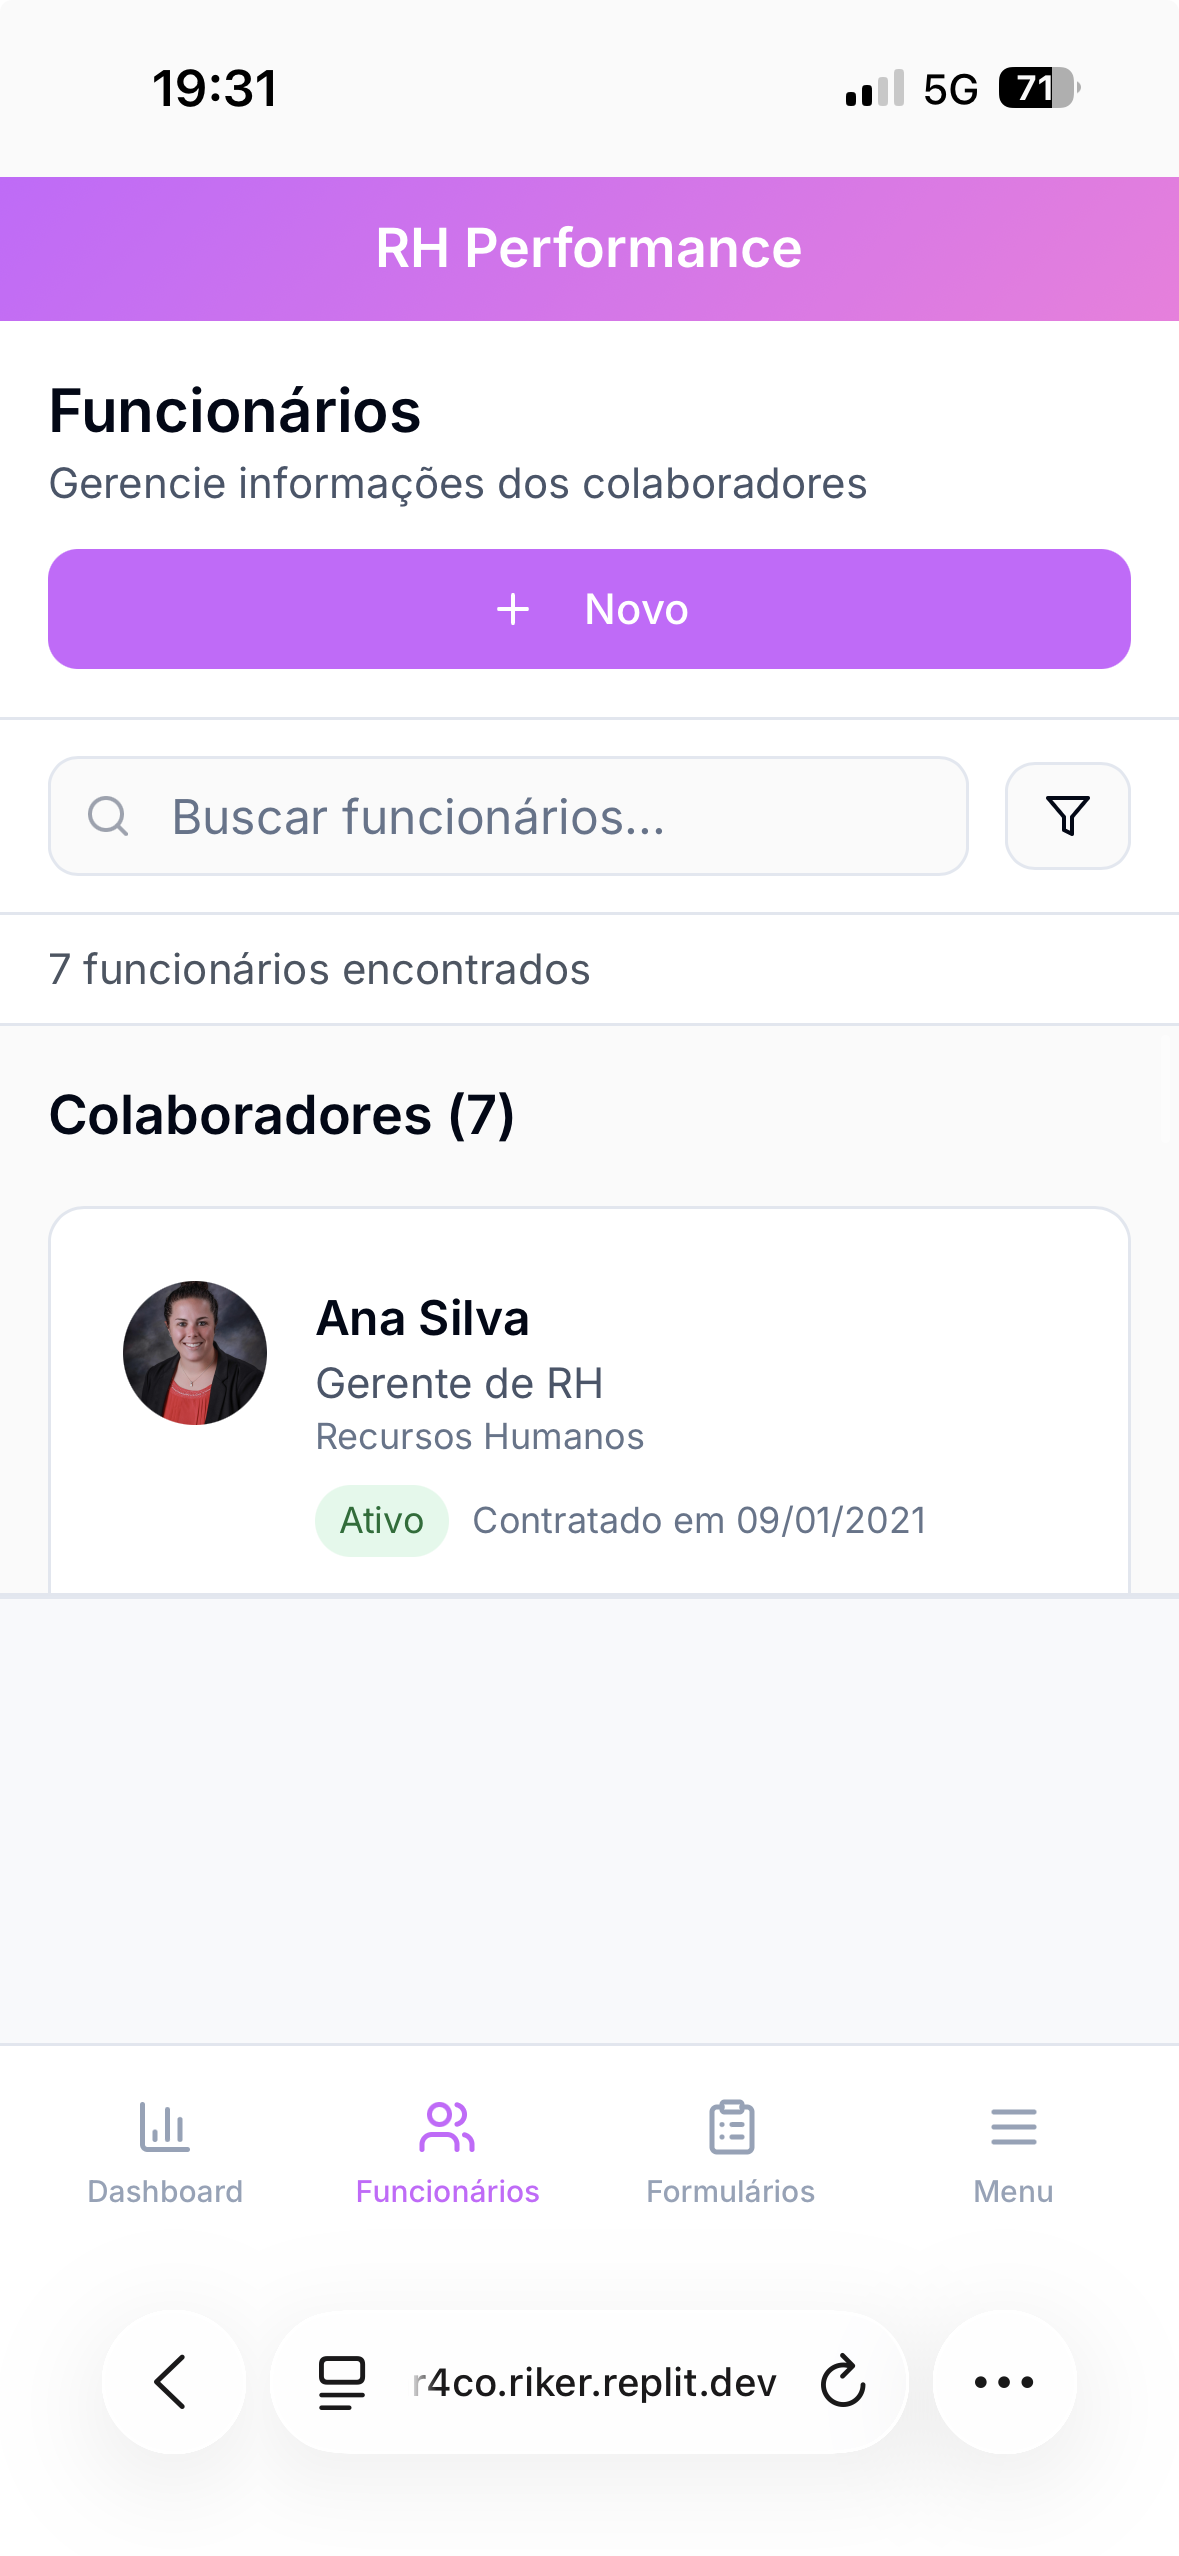 19:31
5G
71
RH Performance
Funcionários
Gerencie informações dos colaboradores
Novo
Buscar funcionários...
7 funcionários encontrados
Colaboradores (7)
Ana Silva
Gerente de RH
Recursos Humanos
Ativo Contratado em 09/01/2021
Dashboard Funcionários Formulários Menu
r4co.riker.replit.dev